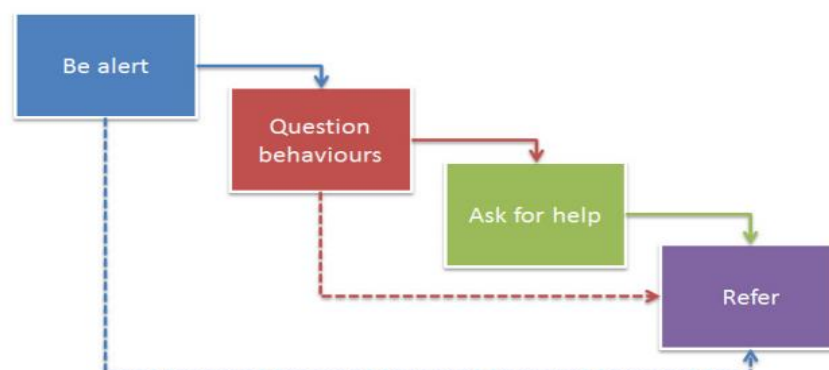 Be alert
Question
behaviours
Ask for help
Refer